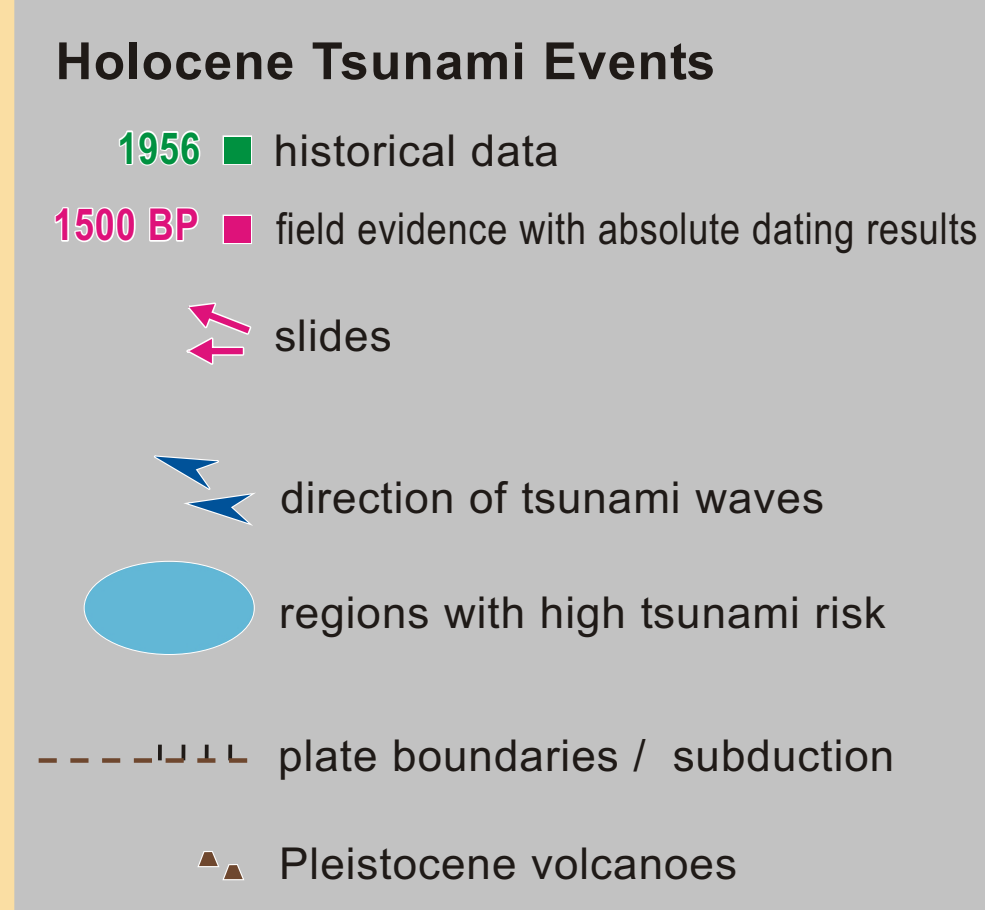 Holocene Tsunami Events
1956 historical data
1500 BP field evidence with absolute dating results
slides
direction of tsunami waves
regions with high tsunami risk
plate boundaries / subduction
Pleistocene volcanoes